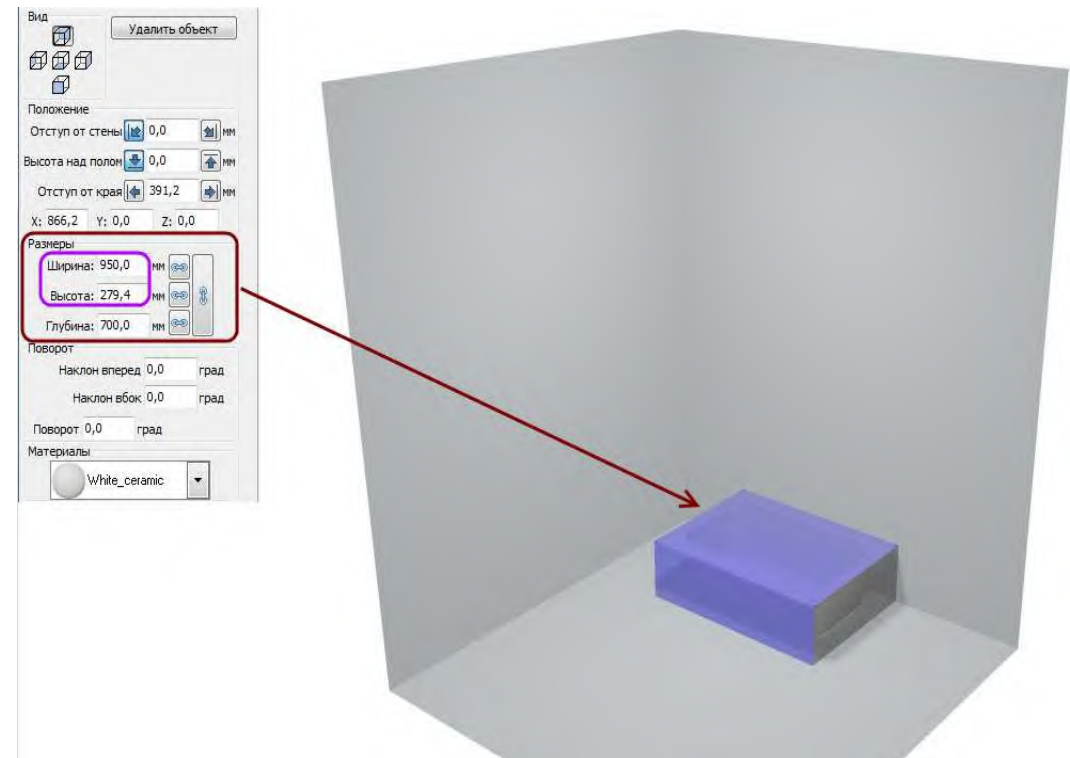 Вид
Удалить объект
Положение
Отступ от стены 0,0 мм
Высота над полом 0,0 мм
Отступ от края 391,2 мм
X: 866,2 Y: 0,0 Z: 0,0
Размеры
Ширина: 950,0 мм
Высота: 279,4 мм
Глубина: 700,0 мм
Поворот
Наклон вперед 0,0 град
Наклон вбок 0,0 град
Поворот 0,0 град
Материалы
White_ceramic